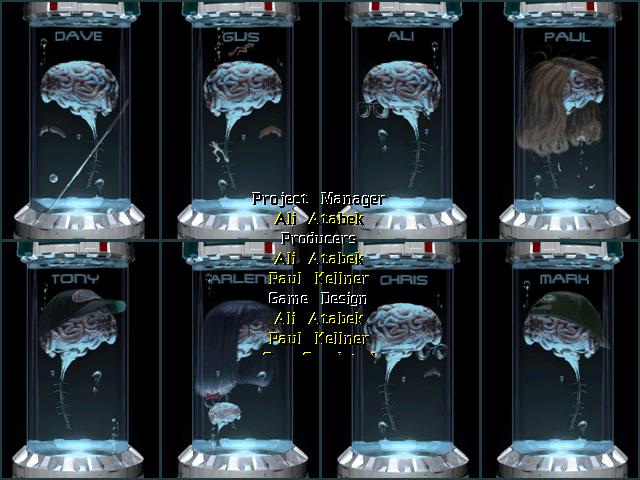 DAVE
GUS
ALI
PAUL
Project Manager
Ali Atabek
Producers
Ali Atabek
Paul Kellner
Game Design
Ali Atabek
Paul Kellner
TONY
ARLENE
CHRIS
MARK